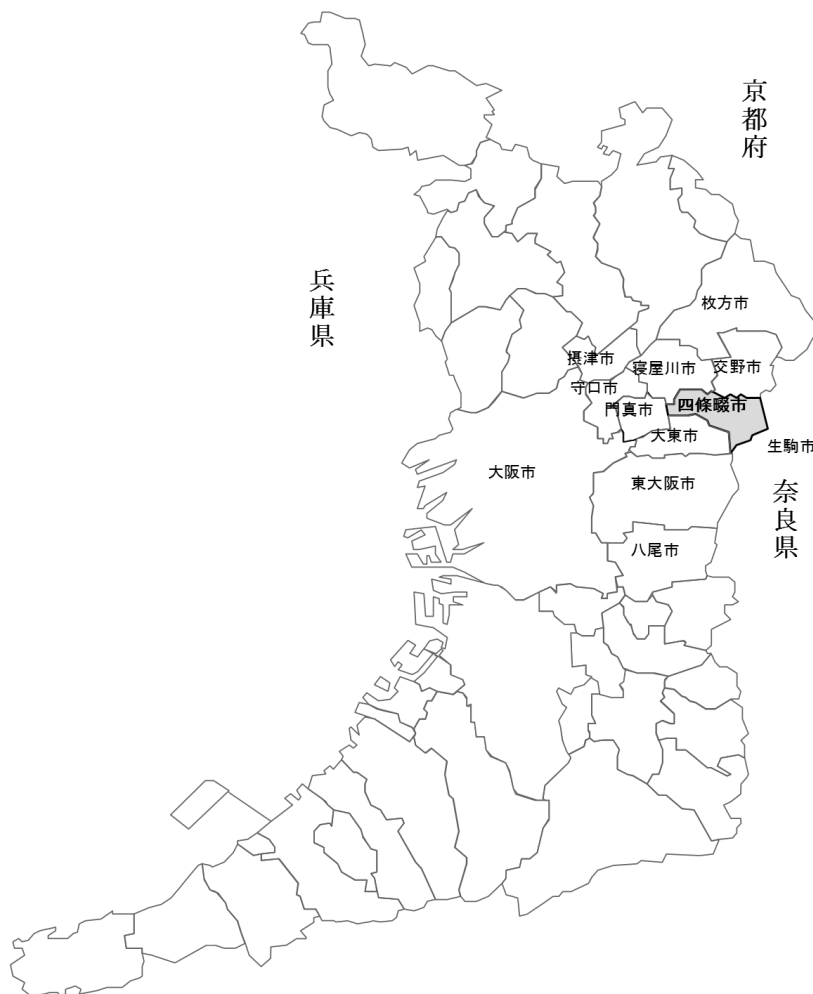 京都府
兵庫県
枚方市
摂津市
寝屋川市
交野市
守口市
門真市
四條畷市
大東市
生駒市
大阪市
東大阪市
奈良県
八尾市